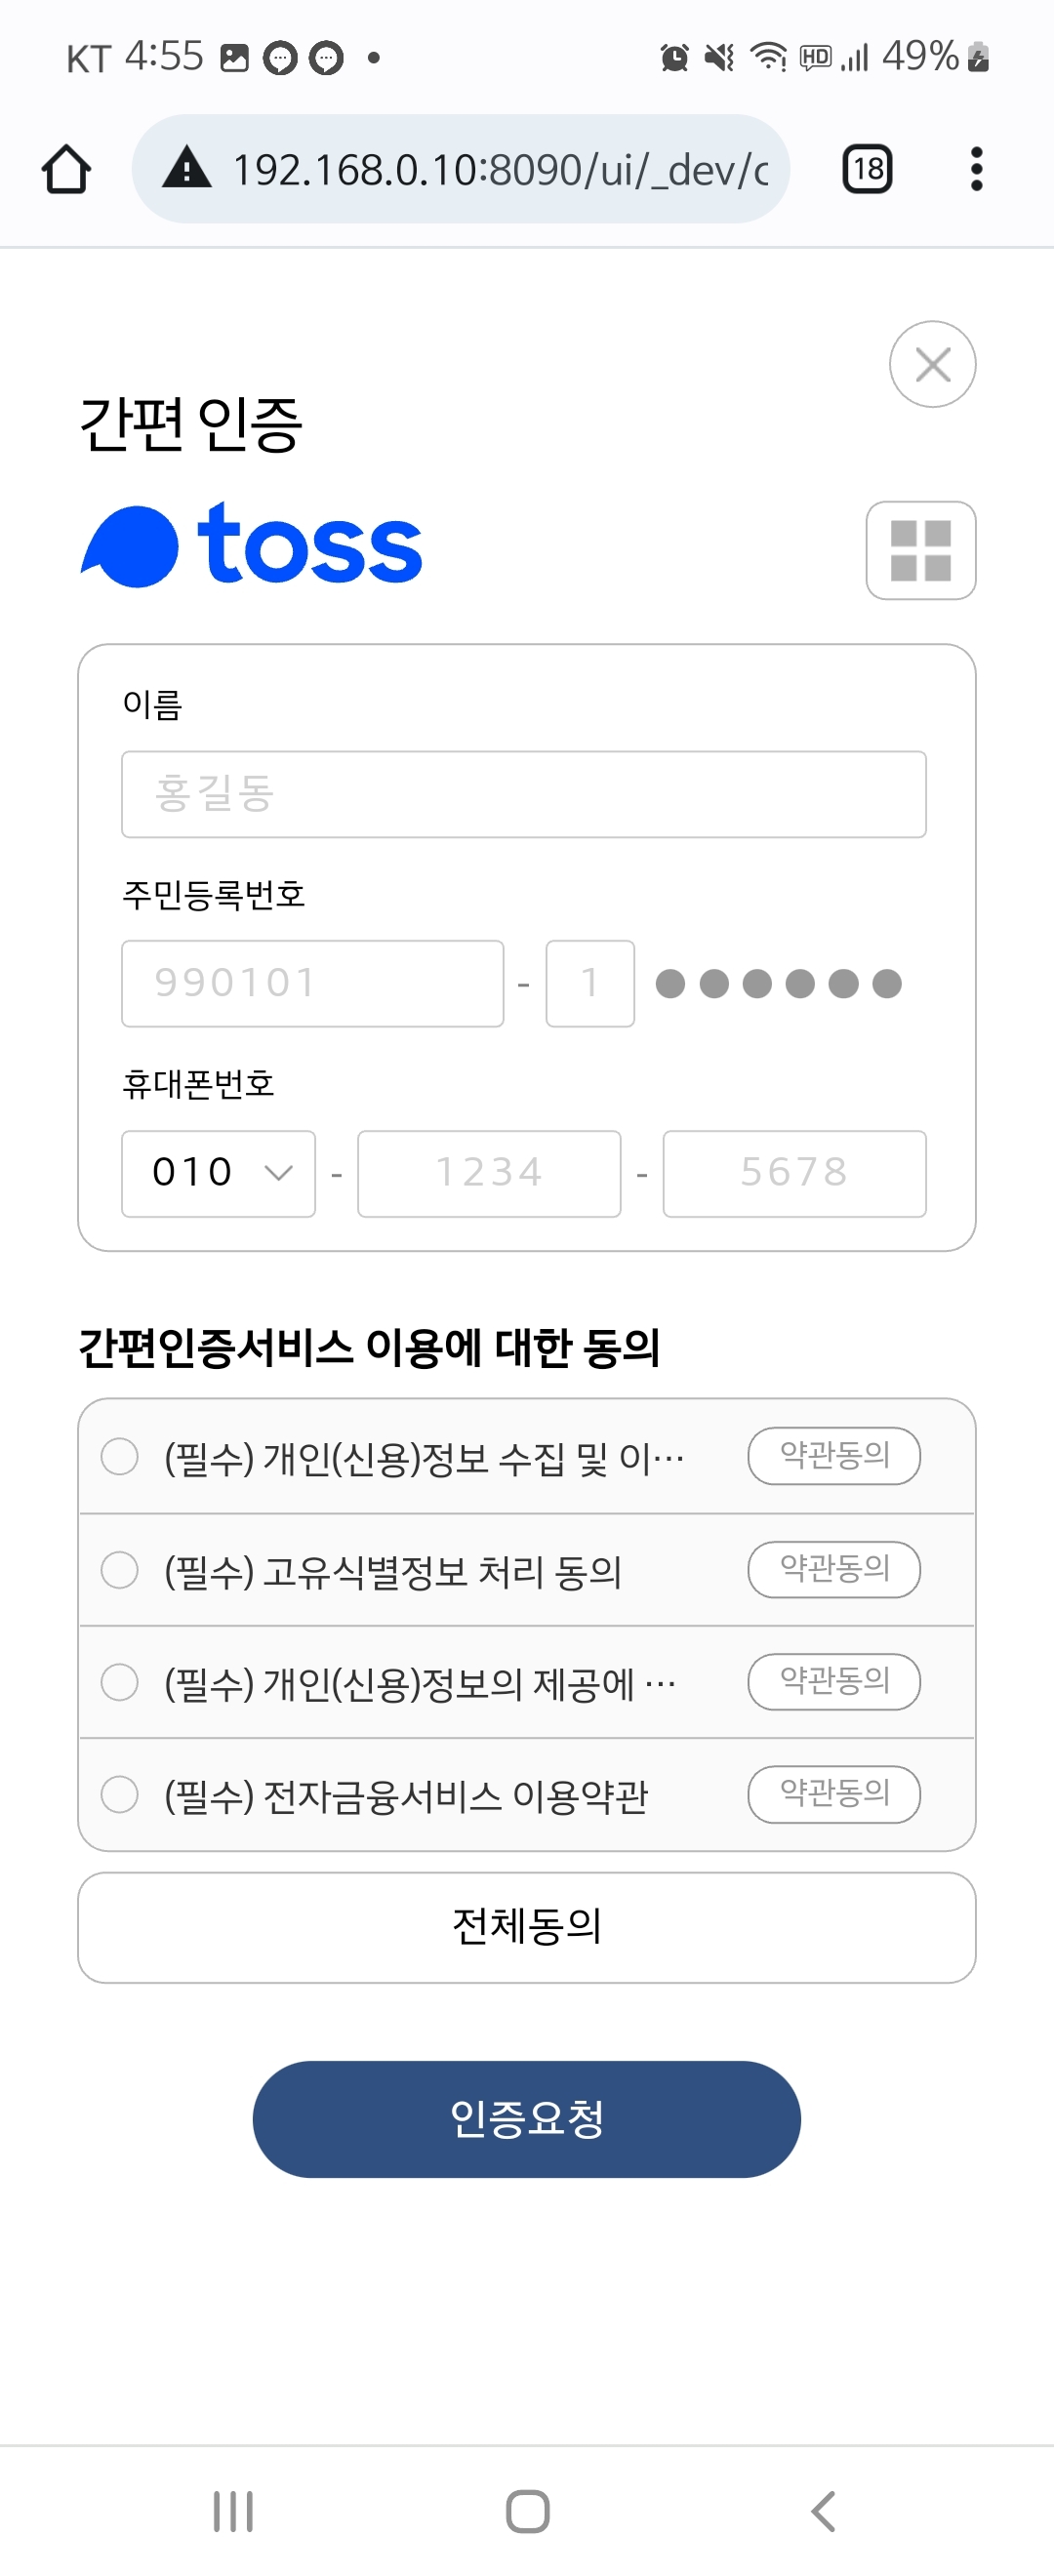 KT 4:55 HD 49%
192.168.0.10:8090/ui/_dev/c
18
간편 인증
toss
이름
홍길동
주민등록번호
990101 - 1 ●●●●●●
휴대폰번호
010 - 1234 - 5678
간편인증서비스 이용에 대한 동의
(필수) 개인(신용)정보 수집 및 이… 약관동의
(필수) 고유식별정보 처리 동의 약관동의
(필수) 개인(신용)정보의 제공에 … 약관동의
(필수) 전자금융서비스 이용약관 약관동의
전체동의
인증요청